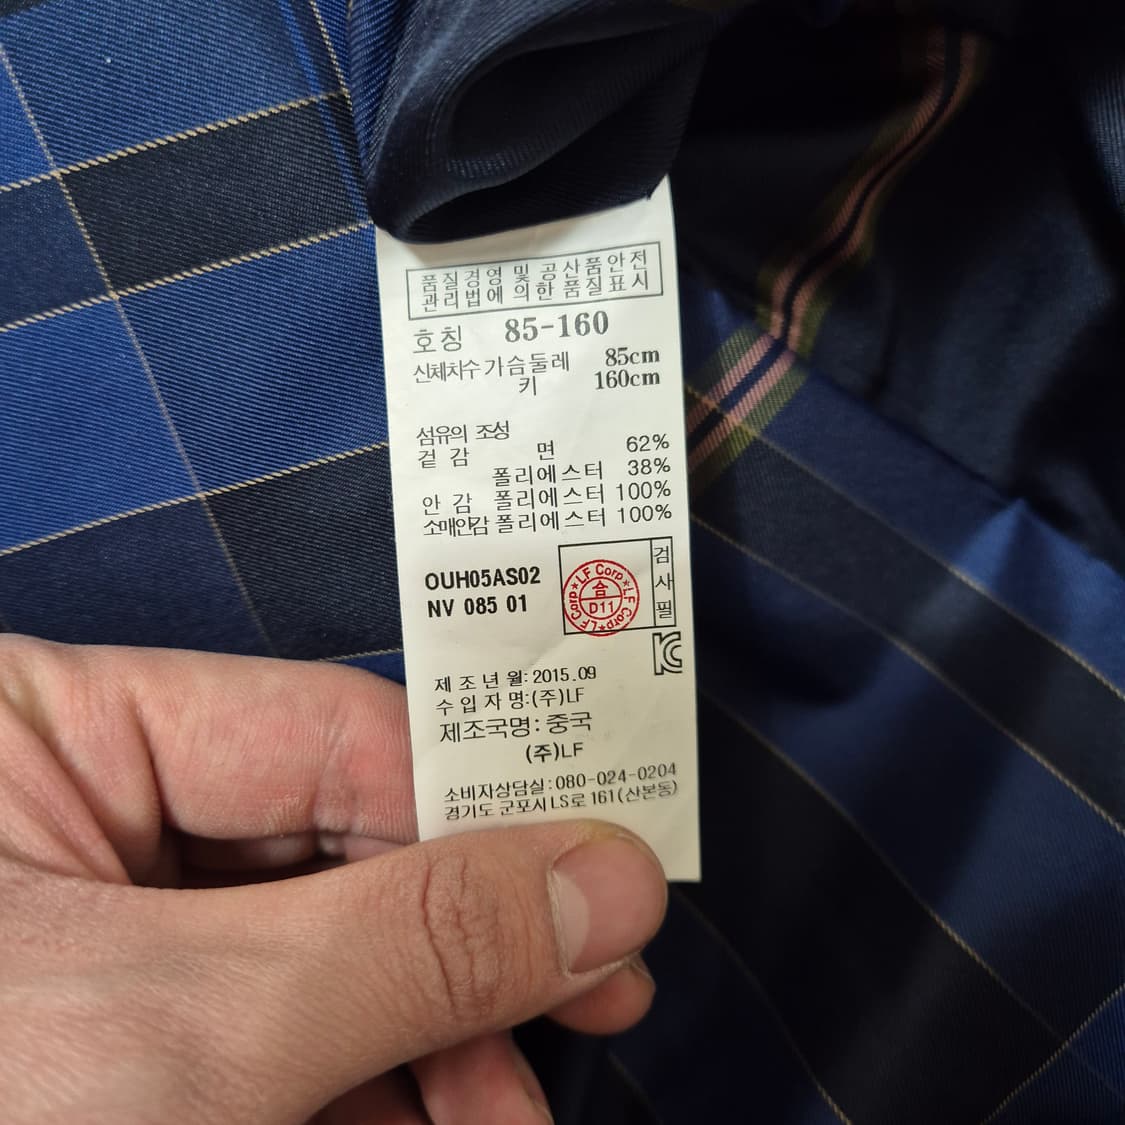 품질경영 및 공산품안전
관리법에 의한 품질표시
호칭 85-160
신체치수 가슴둘레 85cm
키 160cm
섬유의 조성
겉감 면 62%
폴리에스터 38%
안감 폴리에스터 100%
소매안감 폴리에스터 100%
OUH05AS02
NV 085 01
LF Corp★LF Corp★LF Corp★
合
D11
검사필
제조년월: 2015.09
수입자명:(주)LF
제조국명: 중국
(주)LF
소비자상담실:080-024-0204
경기도 군포시 LS로 161(산본동)